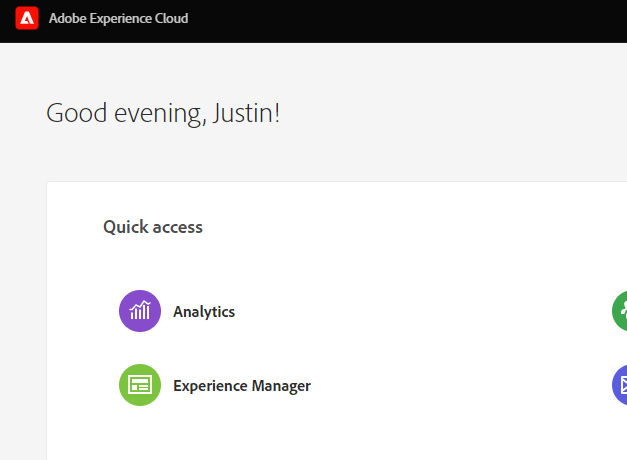 Adobe Experience Cloud
Good evening, Justin!
Quick access
Analytics
Experience Manager